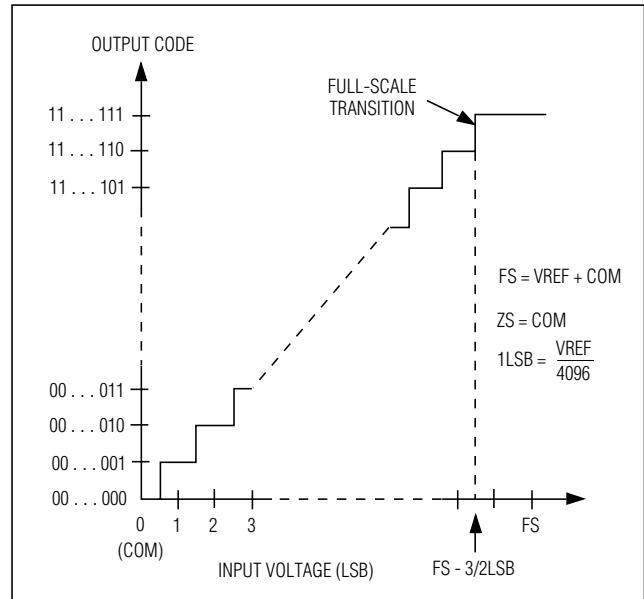 OUTPUT CODE
FULL-SCALE
TRANSITION
11 . . . 111
11 . . . 110
11 . . . 101
FS = VREF + COM
ZS = COM
1LSB = VREF
4096
00 . . . 011
00 . . . 010
00 . . . 001
00 . . . 000
0 1 2 3 FS
(COM)
INPUT VOLTAGE (LSB) FS - 3/2LSB